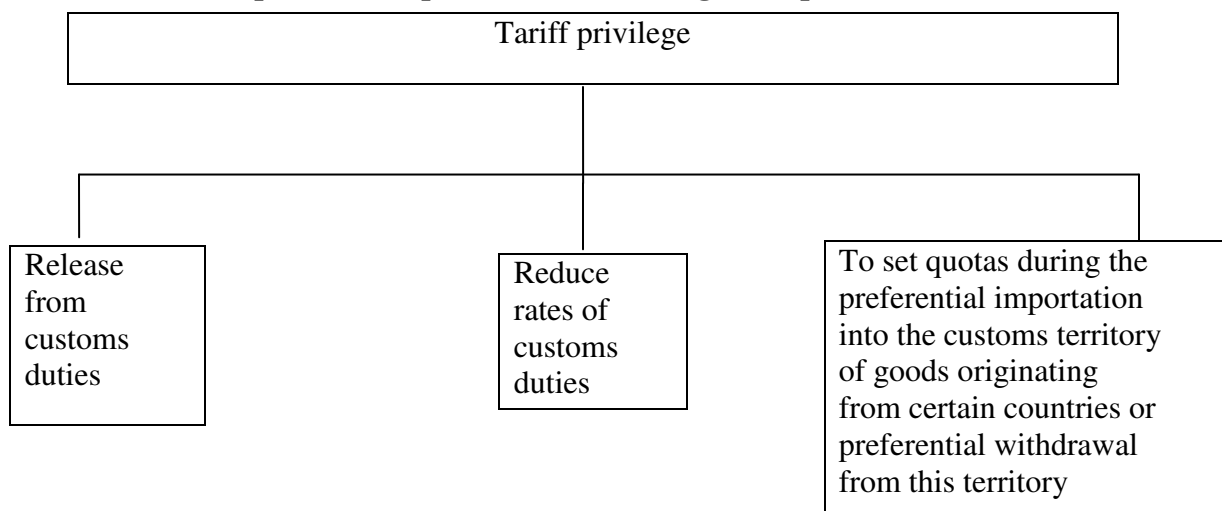 Tariff privilege
Release
from
customs
duties
Reduce
rates of
customs
duties
To set quotas during the
preferential importation
into the customs territory
of goods originating
from certain countries or
preferential withdrawal
from this territory